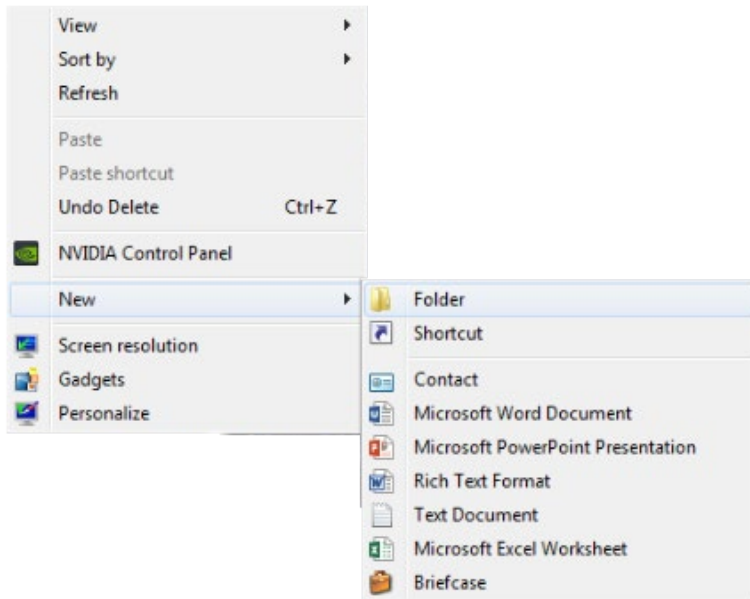 View
Sort by
Refresh
Paste
Paste shortcut
Undo Delete Ctrl+Z
NVIDIA Control Panel
New
Screen resolution
Gadgets
Personalize
Folder
Shortcut
Contact
Microsoft Word Document
Microsoft PowerPoint Presentation
Rich Text Format
Text Document
Microsoft Excel Worksheet
Briefcase